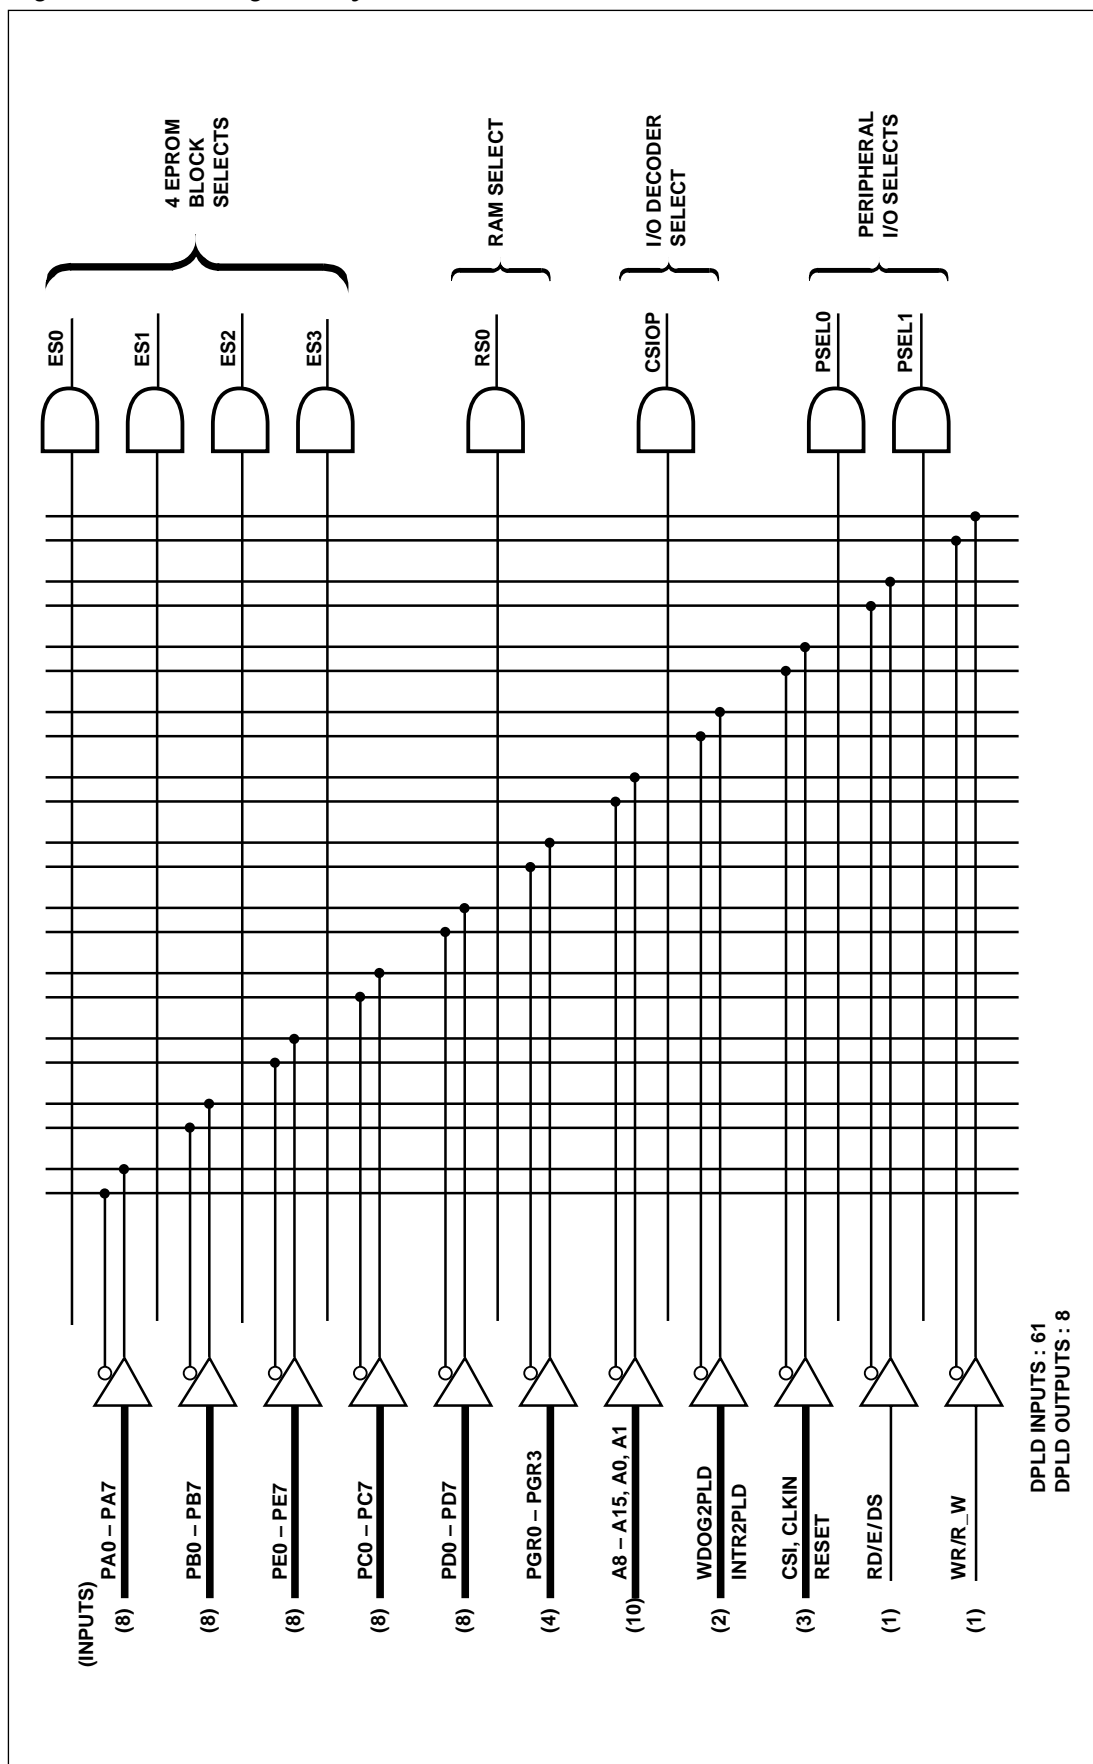 (INPUTS)
(8) PA0 – PA7
(8) PB0 – PB7
(8) PE0 – PE7
(8) PC0 – PC7
(8) PD0 – PD7
(4) PGR0 – PGR3
(10) A8 – A15, A0, A1
(2) WDOG2PLD
INTR2PLD
(3) CSI, CLKIN
RESET
(1) RD/E/DS
(1) WR/R_W
ES0
ES1
ES2
ES3
4 EPROM
BLOCK
SELECTS
RS0
RAM SELECT
CSIOP
I/O DECODER
SELECT
PSEL0
PSEL1
PERIPHERAL
I/O SELECTS
DPLD INPUTS : 61
DPLD OUTPUTS : 8